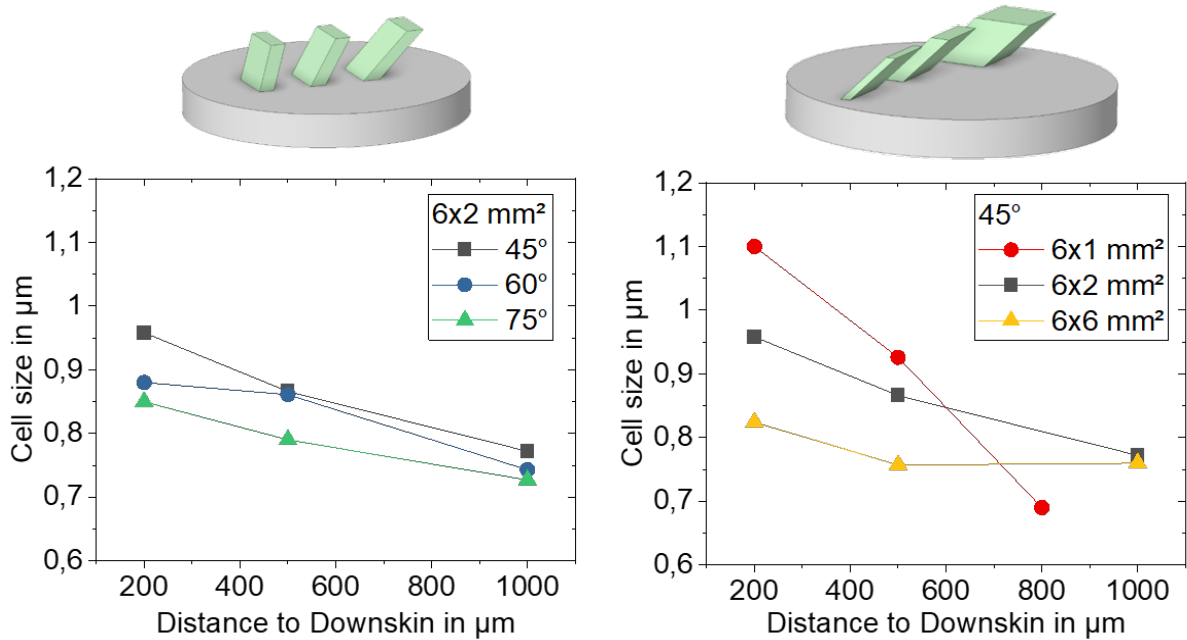 1,2
1,1
1
0,9
0,8
0,7
0,6
Cell size in µm
6x2 mm²
45°
60°
75°
200 400 600 800 1000
Distance to Downskin in µm
1,2
1,1
1
0,9
0,8
0,7
0,6
Cell size in µm
45°
6x1 mm²
6x2 mm²
6x6 mm²
200 400 600 800 1000
Distance to Downskin in µm